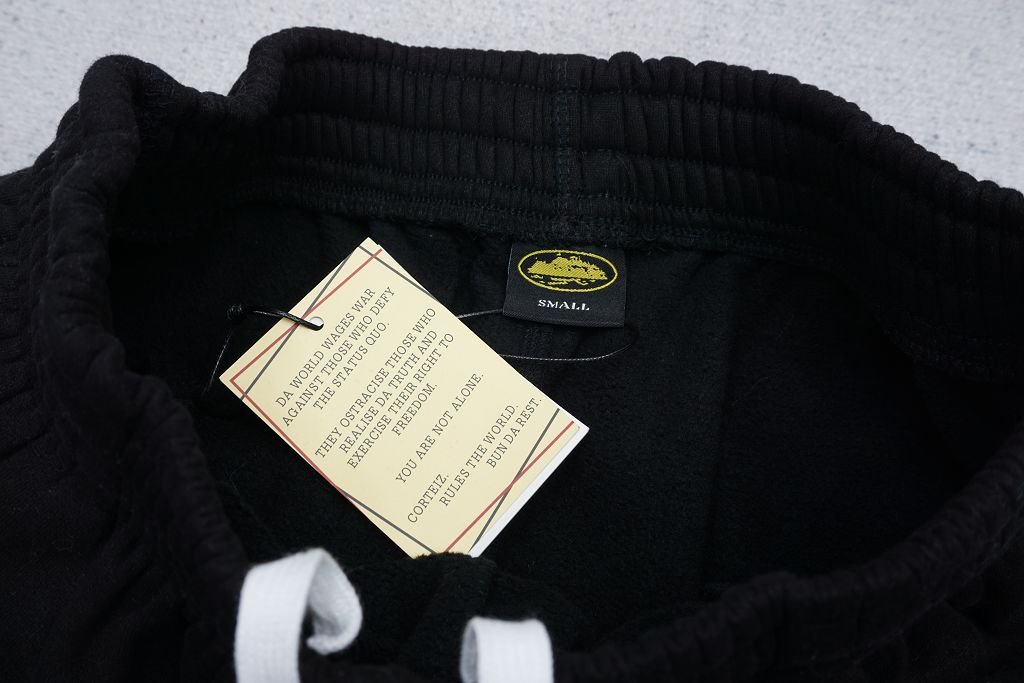 DA WORLD WAGES WAR
AGAINST THOSE WHO DEFY
THE STATUS QUO.
THEY OSTRACISE THOSE WHO
REALISE DA TRUTH AND
EXERCISE THEIR RIGHT TO
FREEDOM.
YOU ARE NOT ALONE.
CORTEIZ.
RULES THE WORLD.
BUN DA REST.
SMALL